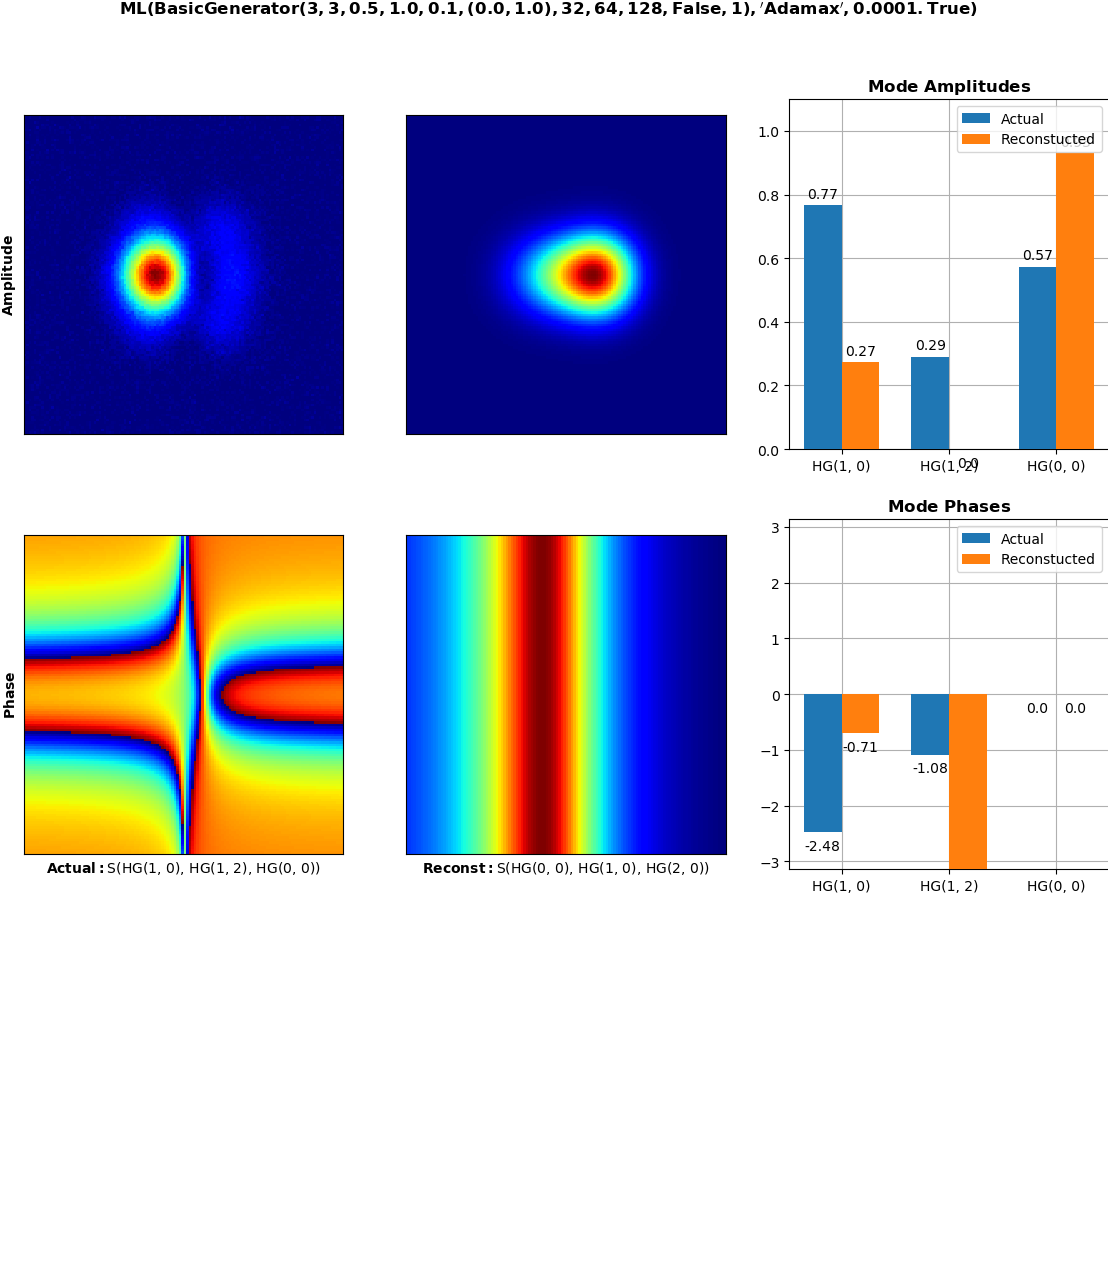 ML(BasicGenerator(3, 3, 0.5, 1.0, 0.1, (0.0, 1.0), 32, 64, 128, False, 1), ′Adamax′, 0.0001. True)
Amplitude
Mode Amplitudes
Actual
Reconstucted
1.0
0.8
0.6
0.4
0.2
0.0
0.77
0.27
0.29
0.0
0.57
HG(1, 0)
HG(1, 2)
HG(0, 0)
Phase
Actual: S(HG(1, 0), HG(1, 2), HG(0, 0))
Reconst: S(HG(0, 0), HG(1, 0), HG(2, 0))
Mode Phases
Actual
Reconstucted
3
2
1
0
−1
−2
−3
-2.48
-0.71
-1.08
0.0
0.0
HG(1, 0)
HG(1, 2)
HG(0, 0)